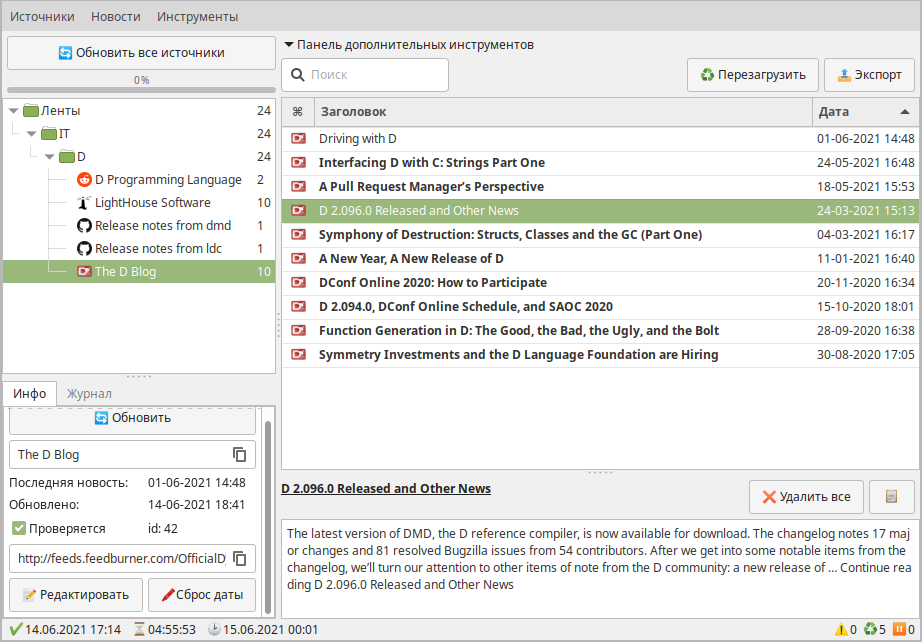 Источники Новости Инструменты
Обновить все источники
0%
Ленты 24
IT 24
D 24
D Programming Language 2
LightHouse Software 10
Release notes from dmd 1
Release notes from ldc 1
The D Blog 10
Инфо Журнал
Обновить
The D Blog
Последняя новость: 01-06-2021 14:48
Обновлено: 14-06-2021 18:41
Проверяется id: 42
http://feeds.feedburner.com/OfficialD
Редактировать Сброс даты
Панель дополнительных инструментов
Поиск Перезагрузить Экспорт
⌘ Заголовок Дата
Driving with D 01-06-2021 14:48
Interfacing D with C: Strings Part One 24-05-2021 16:48
A Pull Request Manager’s Perspective 18-05-2021 15:53
D 2.096.0 Released and Other News 24-03-2021 15:13
Symphony of Destruction: Structs, Classes and the GC (Part One) 04-03-2021 16:17
A New Year, A New Release of D 11-01-2021 16:40
DConf Online 2020: How to Participate 20-11-2020 16:34
D 2.094.0, DConf Online Schedule, and SAOC 2020 15-10-2020 18:01
Function Generation in D: The Good, the Bad, the Ugly, and the Bolt 28-09-2020 16:38
Symmetry Investments and the D Language Foundation are Hiring 30-08-2020 17:05
D 2.096.0 Released and Other News Удалить все
The latest version of DMD, the D reference compiler, is now available for download. The changelog notes 17 maj
or changes and 81 resolved Bugzilla issues from 54 contributors. After we get into some notable items from the
changelog, we’ll turn our attention to other items of note from the D community: a new release of ... Continue rea
ding D 2.096.0 Released and Other News
14.06.2021 17:14 04:55:53 15.06.2021 00:01 0 5 0